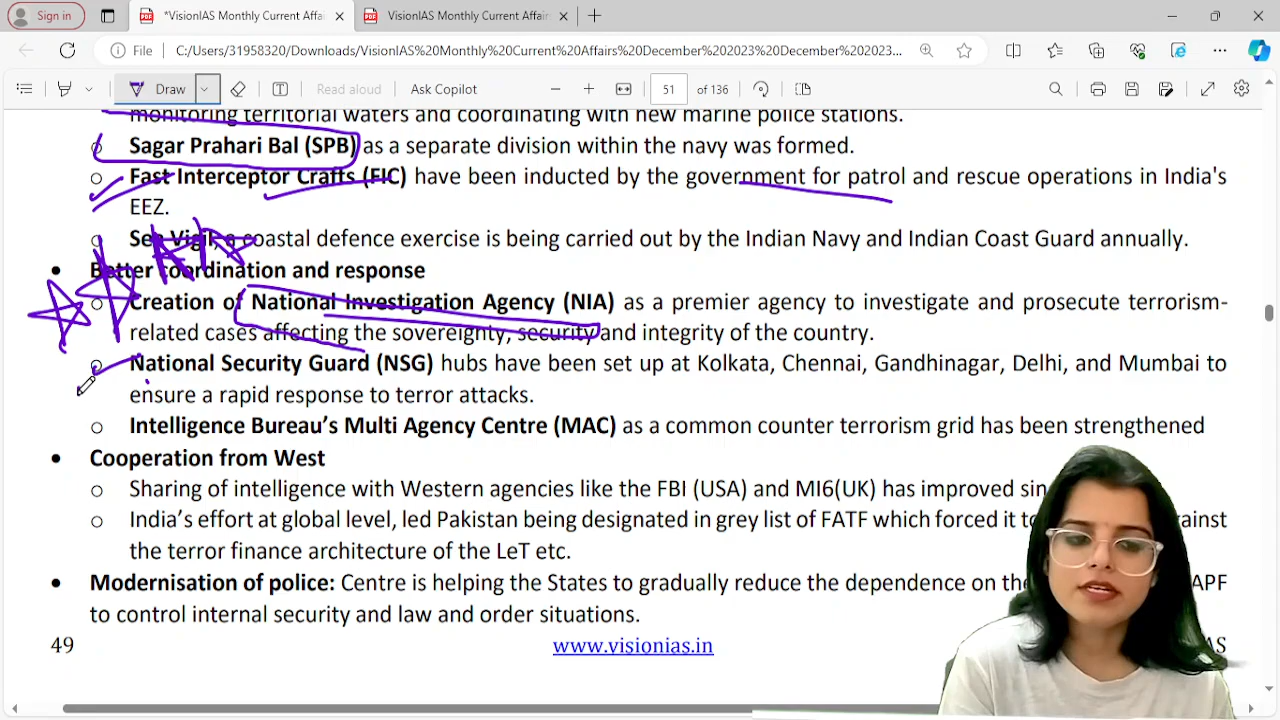 Sign in
*VisionIAS Monthly Current Affai
VisionIAS Monthly Current Affair
File
C:/Users/31958320/Downloads/VisionIAS%20Monthly%20Current%20Affairs%20December%202023%20December%202023...
Draw
Read aloud
Ask Copilot
51
of 136
monitoring territorial waters and coordinating with new marine police stations.
Sagar Prahari Bal (SPB) as a separate division within the navy was formed.
Fast Interceptor Crafts (FIC) have been inducted by the government for patrol and rescue operations in India's
EEZ.
Sea Vigil, a coastal defence exercise is being carried out by the Indian Navy and Indian Coast Guard annually.
Better coordination and response
Creation of National Investigation Agency (NIA) as a premier agency to investigate and prosecute terrorism-
related cases affecting the sovereignty, security and integrity of the country.
National Security Guard (NSG) hubs have been set up at Kolkata, Chennai, Gandhinagar, Delhi, and Mumbai to
ensure a rapid response to terror attacks.
Intelligence Bureau's Multi Agency Centre (MAC) as a common counter terrorism grid has been strengthened
Cooperation from West
Sharing of intelligence with Western agencies like the FBI (USA) and MI6(UK) has improved
India's effort at global level, led Pakistan being designated in grey list of FATF which forced it
the terror finance architecture of the LeT etc.
Modernisation of police: Centre is helping the States to gradually reduce the dependence on
to control internal security and law and order situations.
49
www.visionias.in